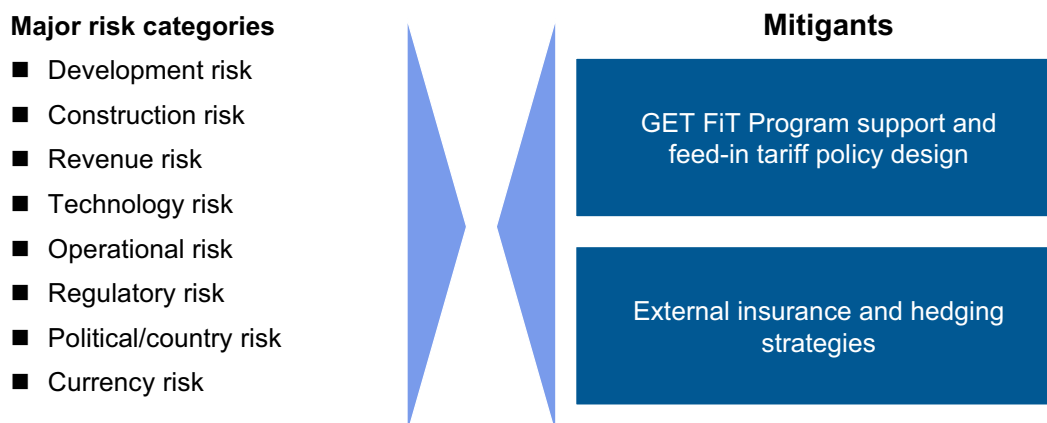 Major risk categories
■ Development risk
■ Construction risk
■ Revenue risk
■ Technology risk
■ Operational risk
■ Regulatory risk
■ Political/country risk
■ Currency risk
Mitigants
GET FiT Program support and
feed-in tariff policy design
External insurance and hedging
strategies